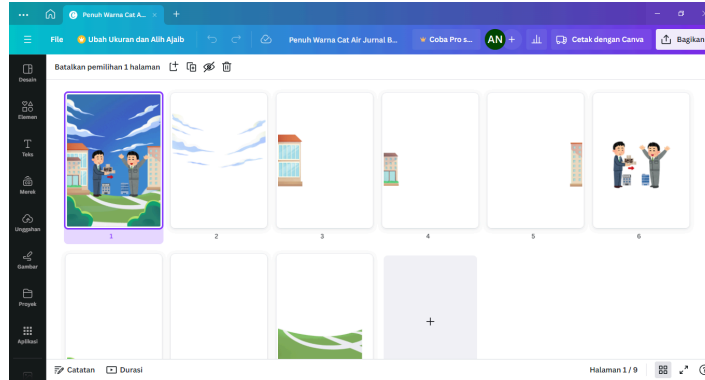 Penuh Warna Cat A...
File
Ubah Ukuran dan Alih Ajaib
Penuh Warna Cat Air Jurnal B...
Coba Pro s...
AN
Cetak dengan Canva
Bagikan
Batalkan pemilihan 1 halaman
Desain
Elemen
Teks
Merek
Unggahan
Gambar
Proyek
Aplikasi
1
2
3
4
5
6
Catatan
Durasi
Halaman 1 / 9